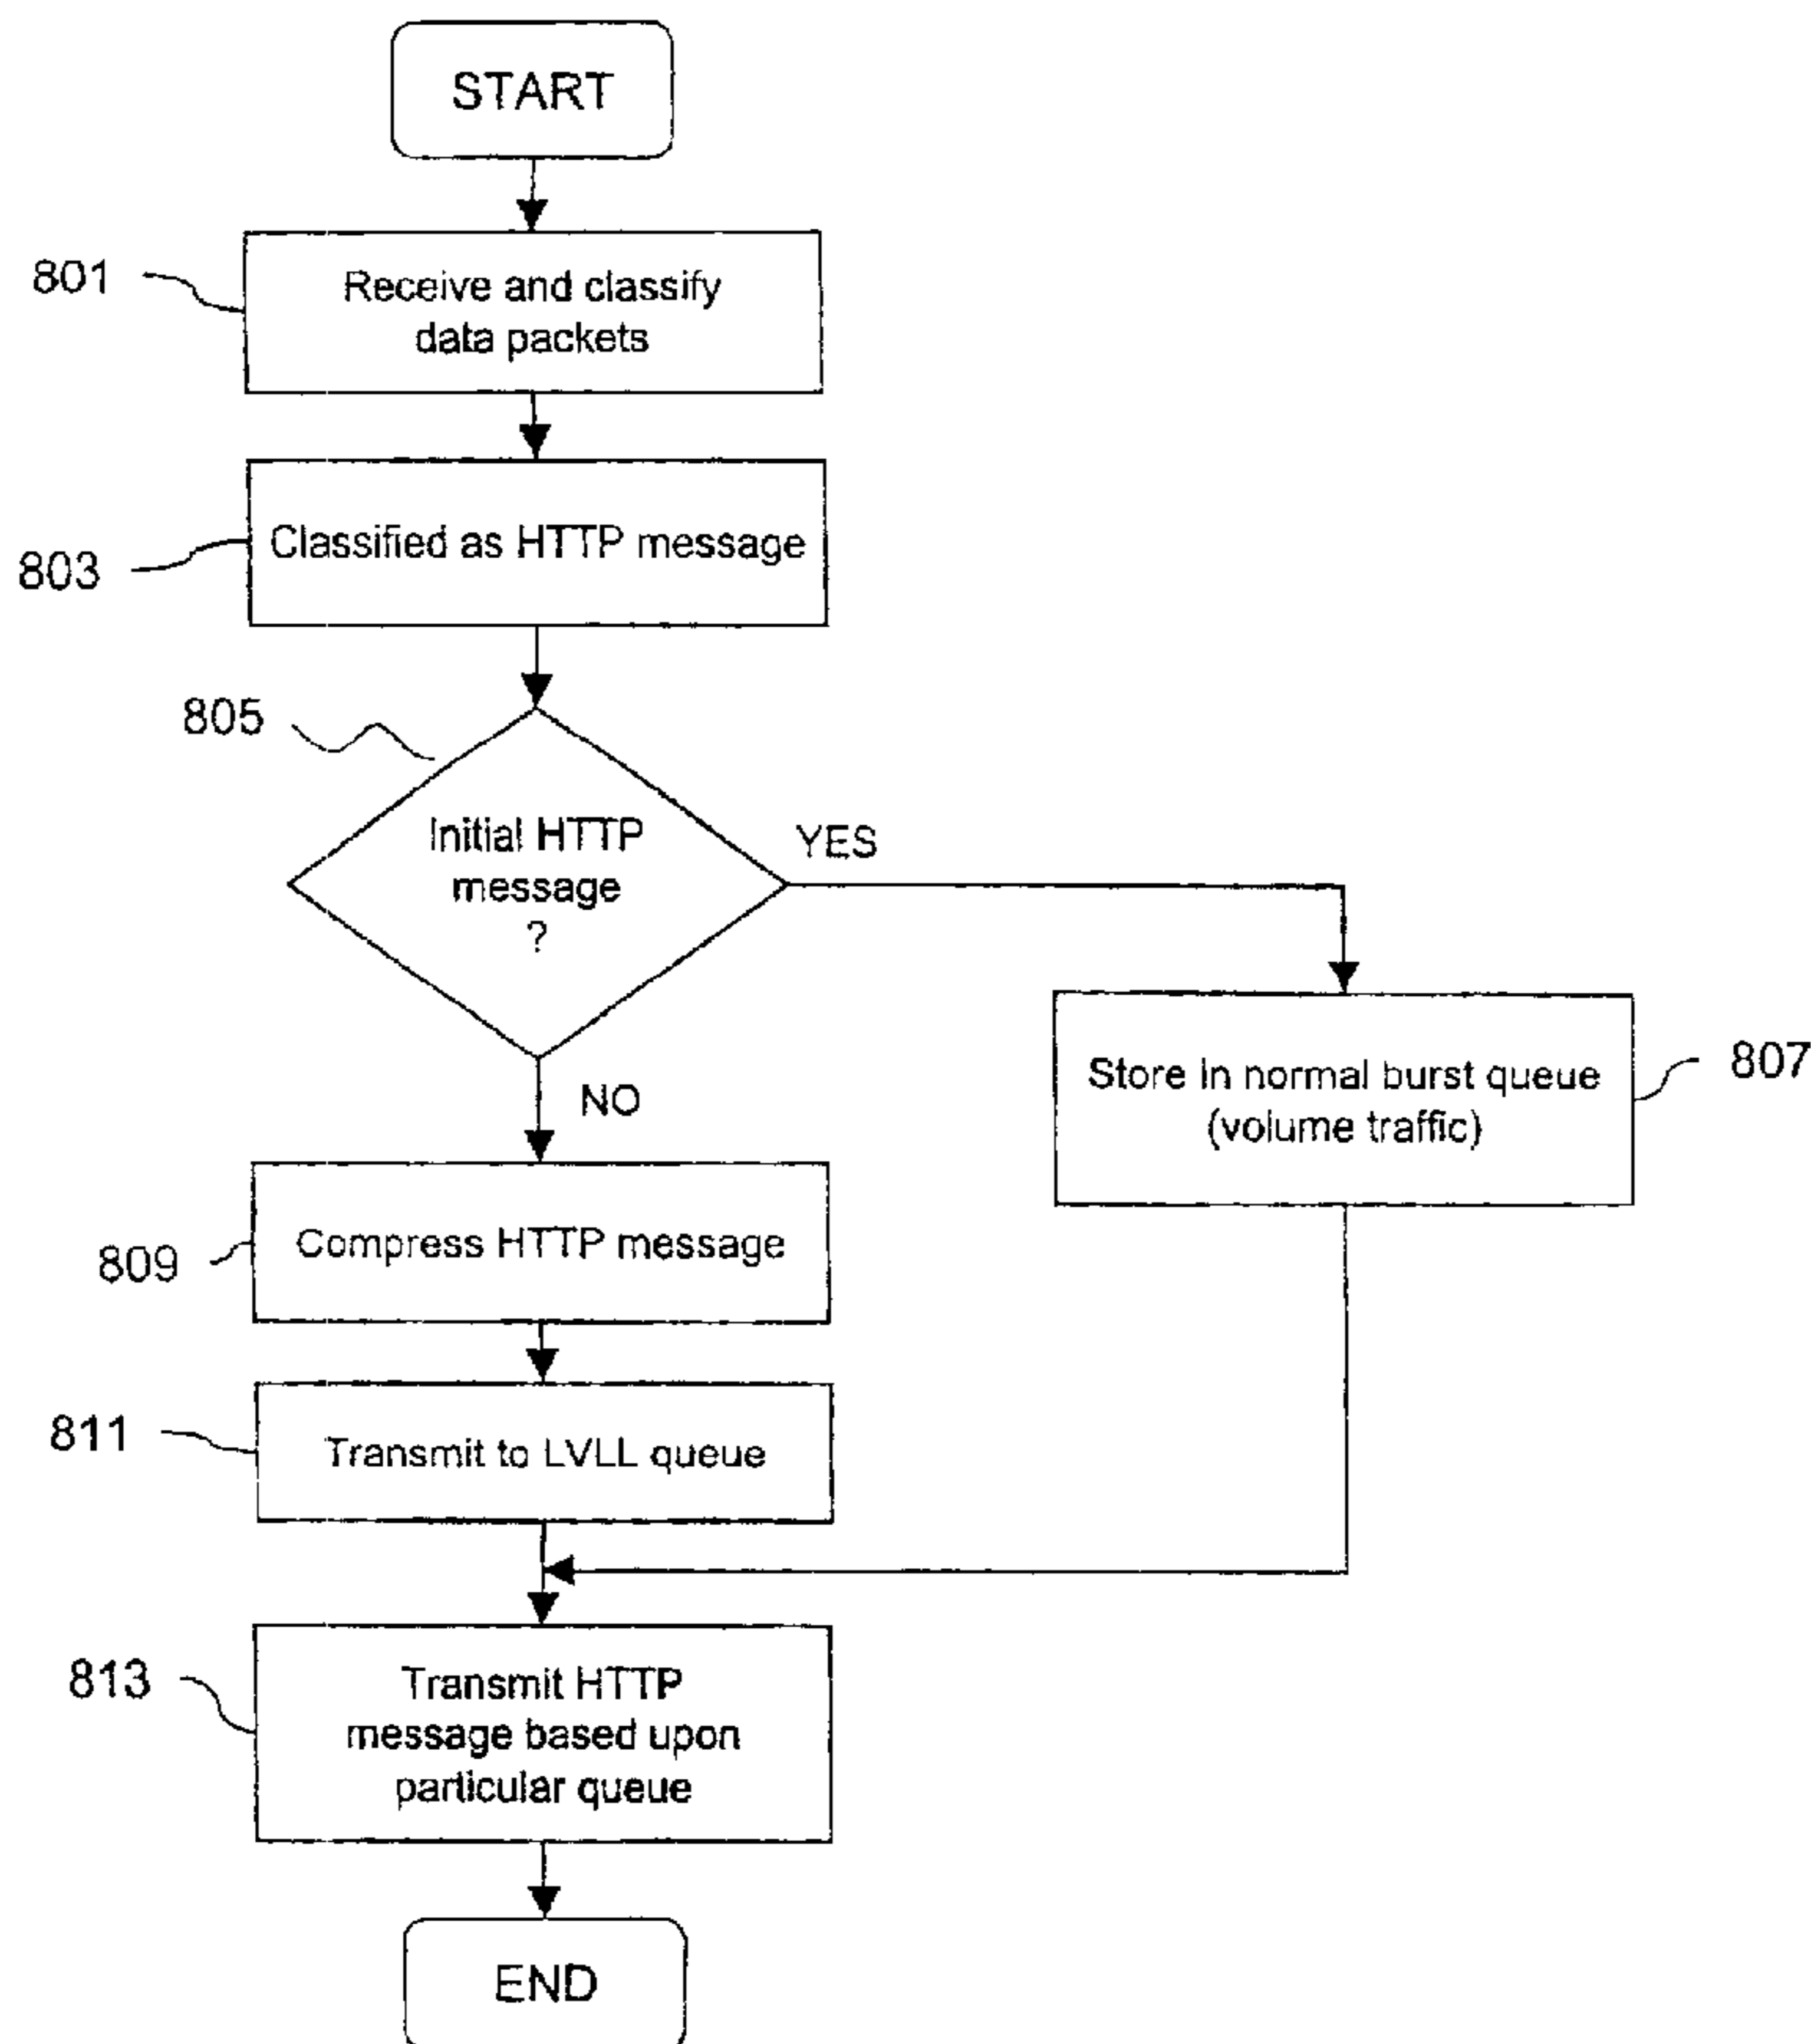 START
801
Receive and classify
data packets
803
Classified as HTTP message
805
Initial HTTP
message
?
YES
NO
Store in normal burst queue
(volume traffic)
807
809
Compress HTTP message
811
Transmit to LVLL queue
813
Transmit HTTP
message based upon
particular queue
END